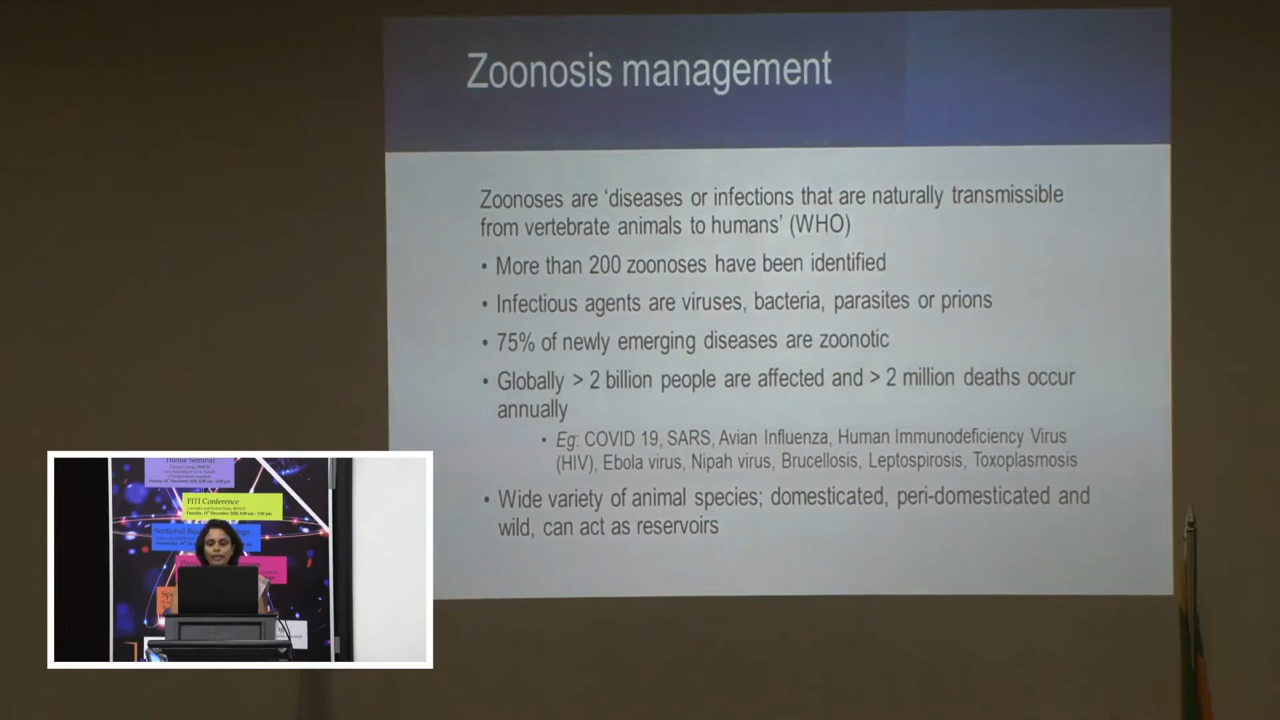 Zoonosis management
Zoonoses are ‘diseases or infections that are naturally transmissible
from vertebrate animals to humans’ (WHO)
• More than 200 zoonoses have been identified
• Infectious agents are viruses, bacteria, parasites or prions
• 75% of newly emerging diseases are zoonotic
• Globally > 2 billion people are affected and > 2 million deaths occur
annually
• Eg: COVID 19, SARS, Avian Influenza, Human Immunodeficiency Virus
(HIV), Ebola virus, Nipah virus, Brucellosis, Leptospirosis, Toxoplasmosis
• Wide variety of animal species; domesticated, peri-domesticated and
wild, can act as reservoirs
Theme Seminar
FITI Conference
Sectional